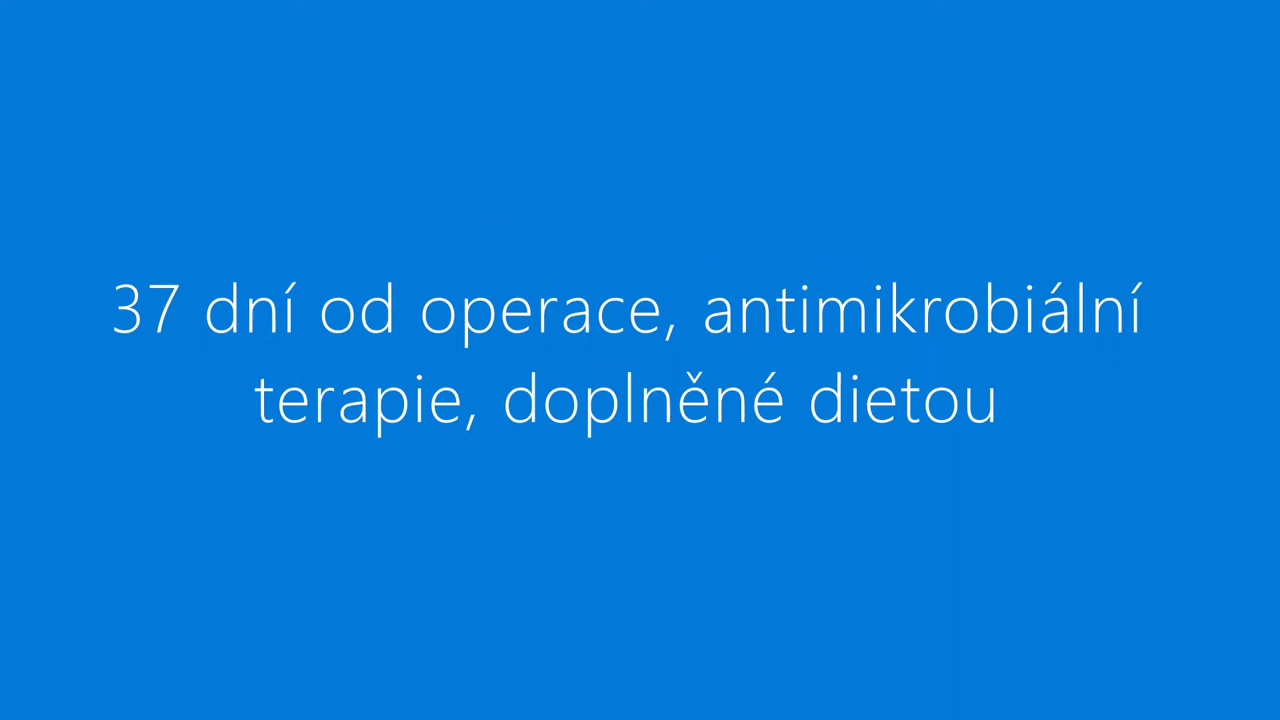 37 dní od operace, antimikrobiální
terapie, doplněné dietou